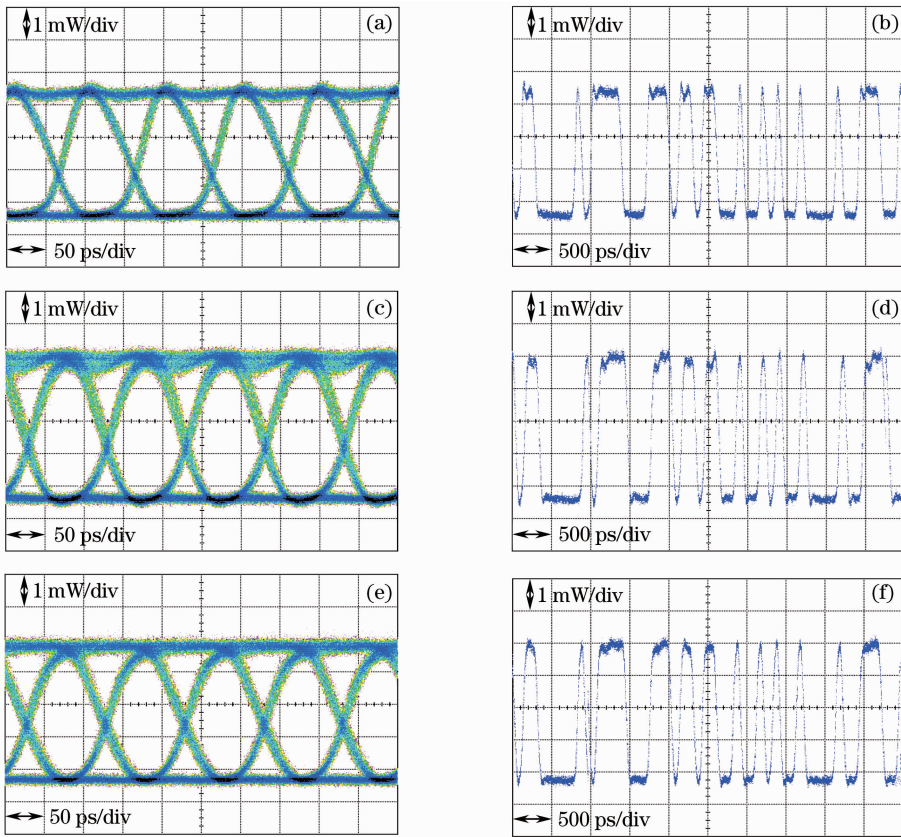 1 mW/div
(a)
50 ps/div
1 mW/div
(b)
500 ps/div
1 mW/div
(c)
50 ps/div
1 mW/div
(d)
500 ps/div
1 mW/div
(e)
50 ps/div
1 mW/div
(f)
500 ps/div